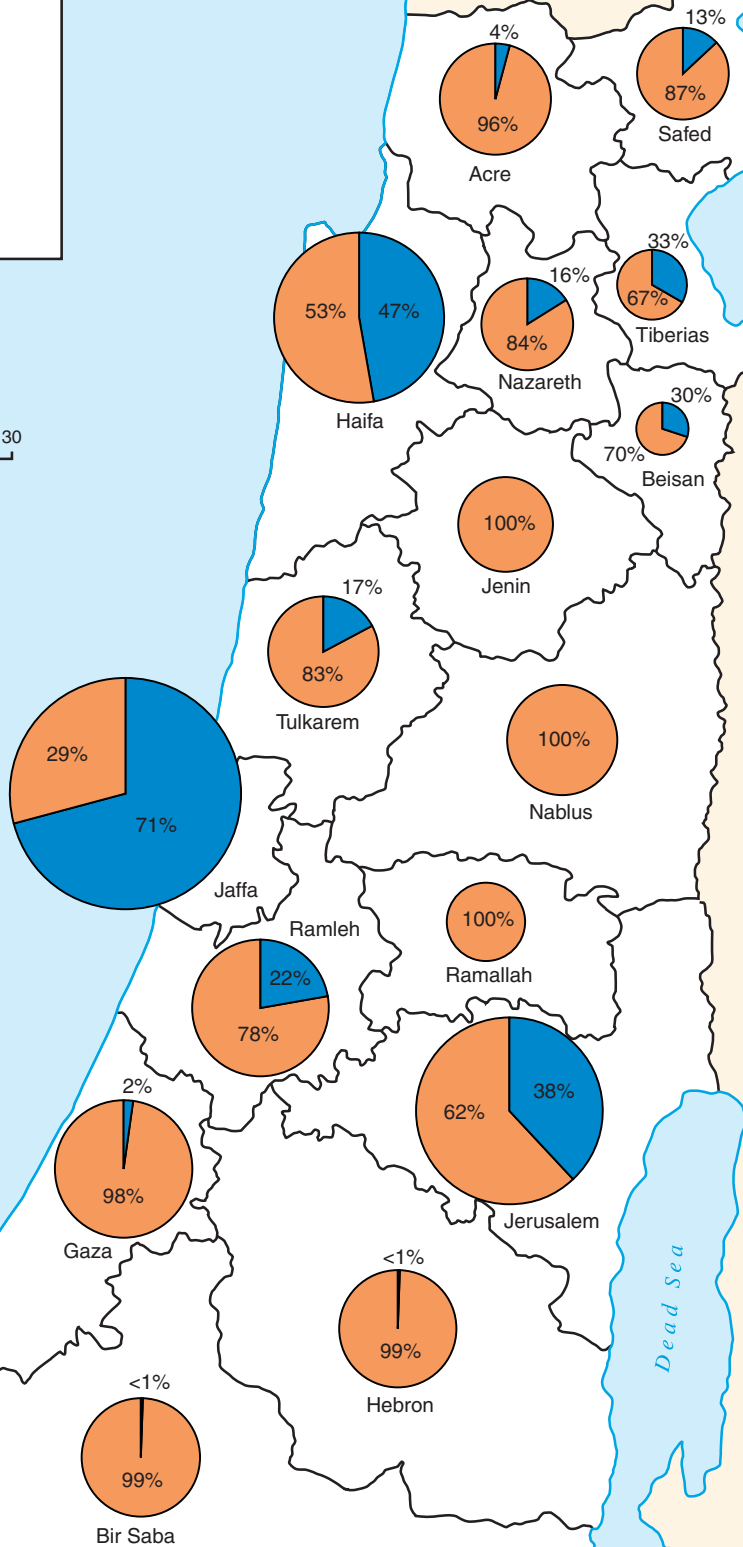 13%
4%
87%
96%
Safed
Acre
33%
16%
67%
53%
47%
Tiberias
84%
Nazareth
30%
Haifa
30
70%
Beisan
100%
Jenin
17%
83%
Tulkarem
100%
29%
Nablus
71%
Jaffa
100%
Ramleh
Ramallah
22%
78%
2%
38%
62%
98%
Jerusalem
Gaza
<1%
Dead Sea
99%
<1%
Hebron
99%
Bir Saba